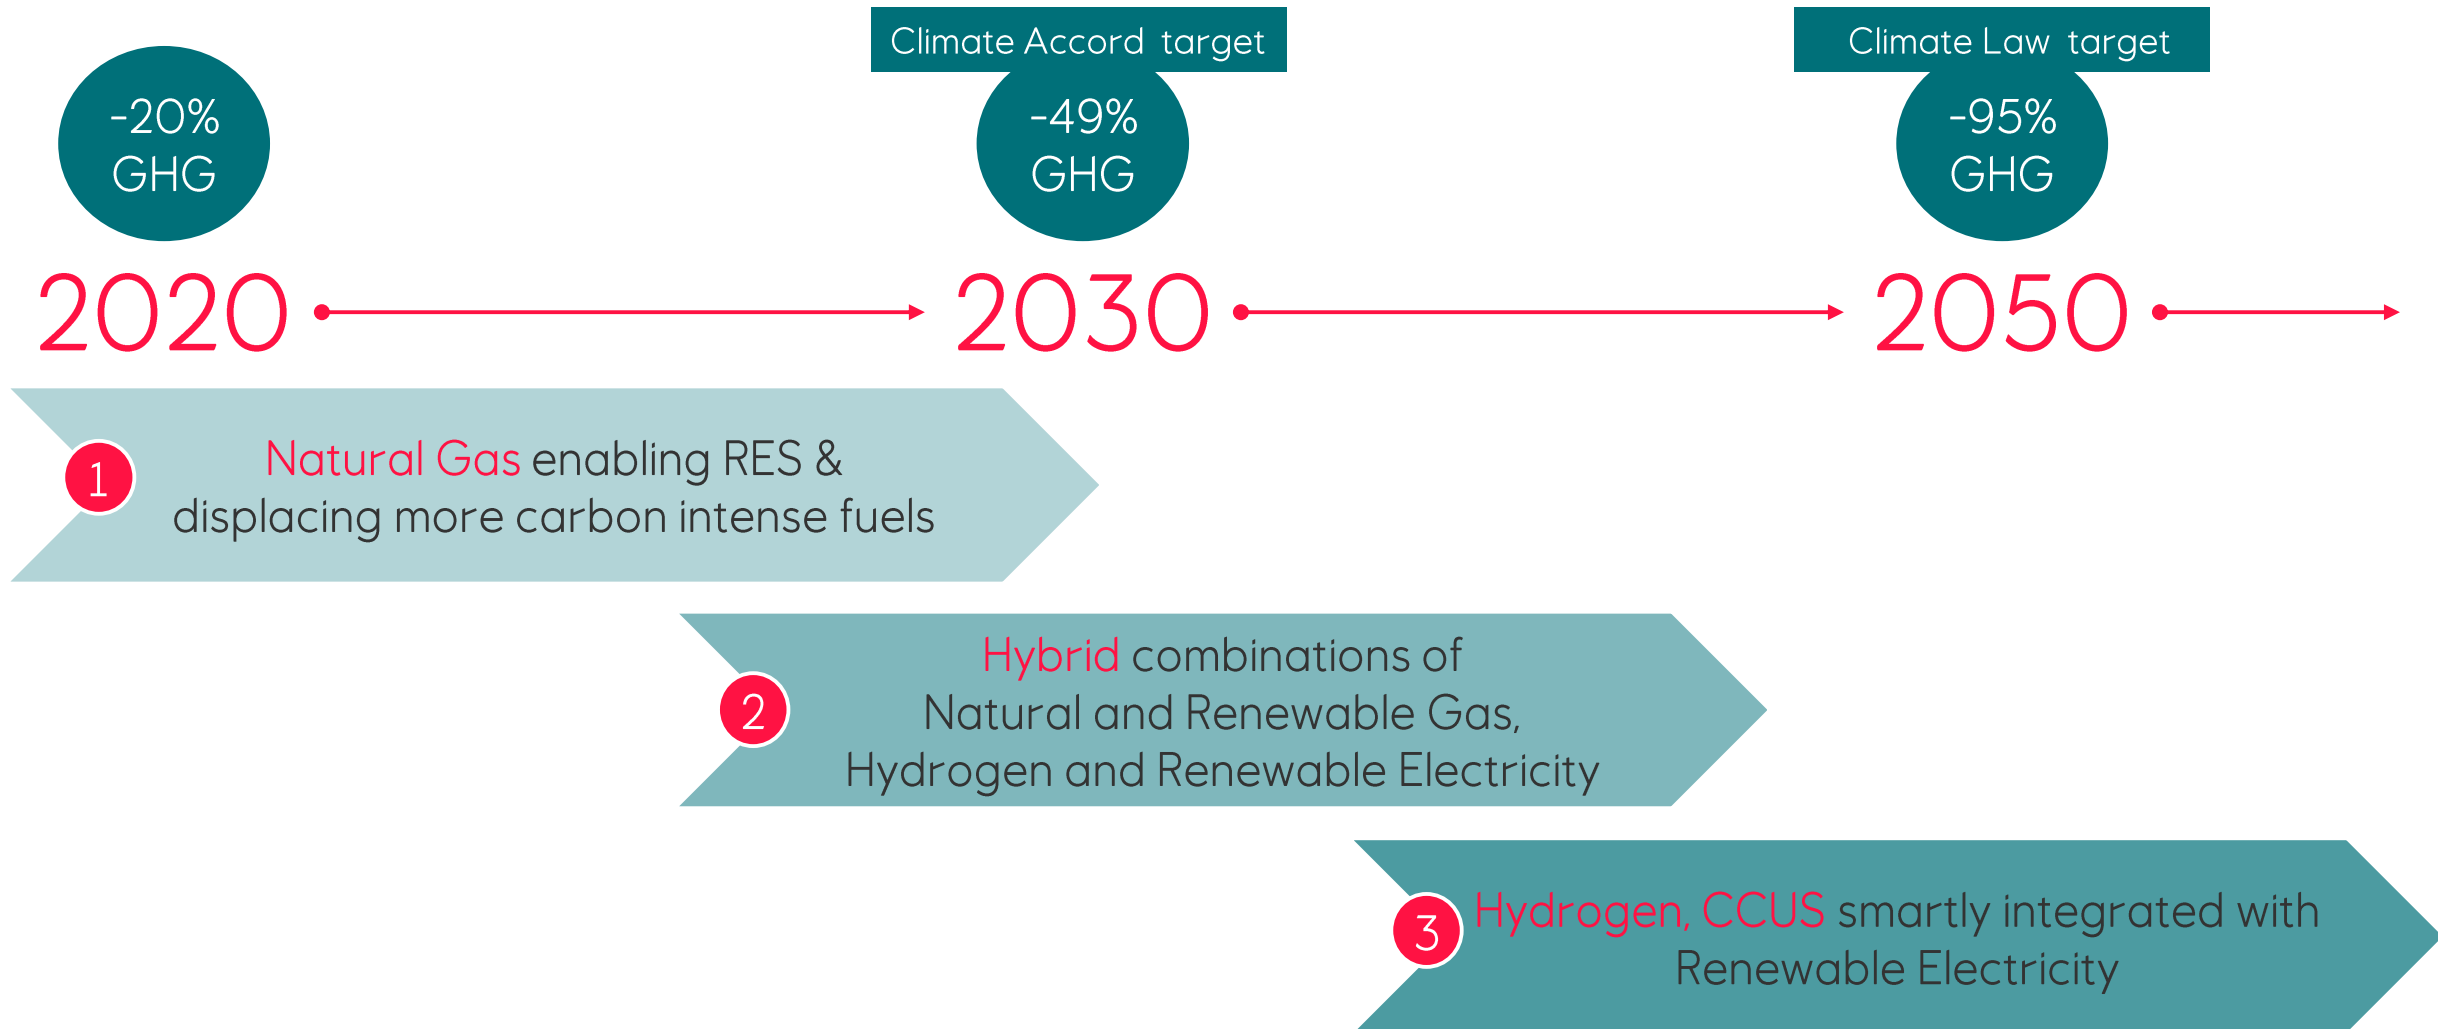 Climate Accord target
Climate Law target
-20%
GHG
-49%
GHG
-95%
GHG
2020
2030
2050
1
Natural Gas enabling RES &
displacing more carbon intense fuels
2
Hybrid combinations of
Natural and Renewable Gas,
Hydrogen and Renewable Electricity
3
Hydrogen, CCUS smartly integrated with
Renewable Electricity